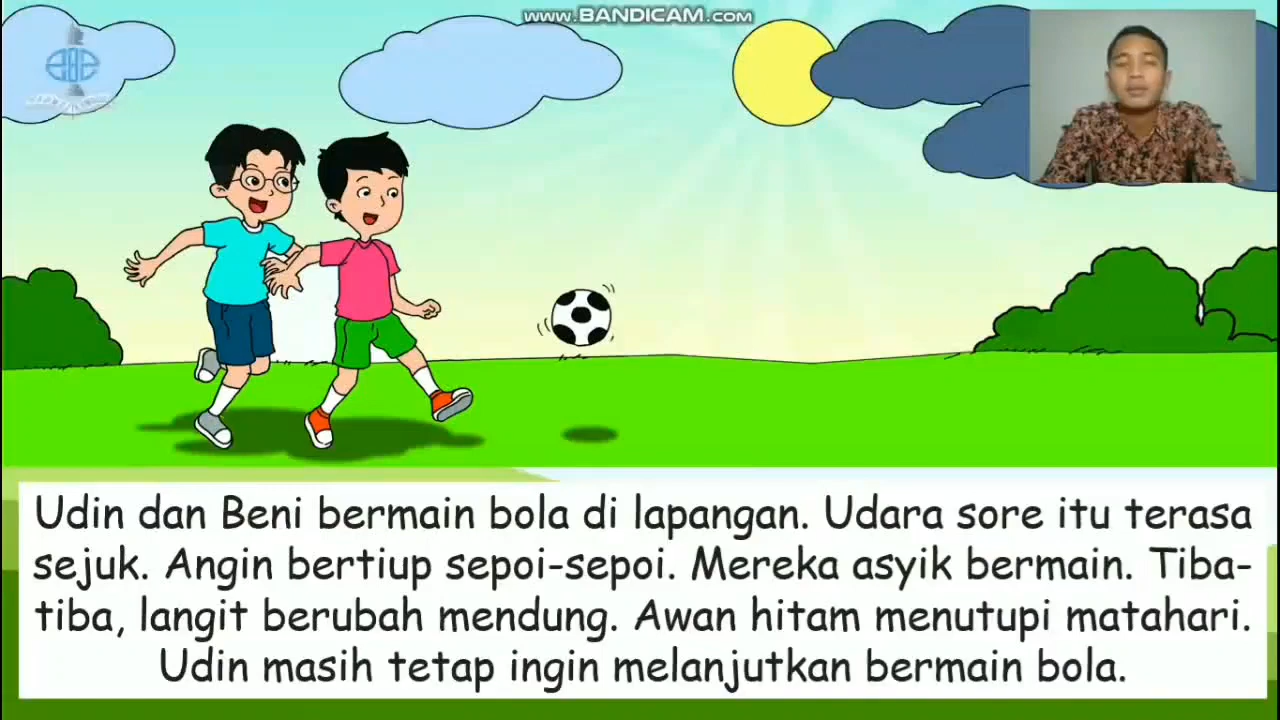 www.BANDICAM.com
Udin dan Beni bermain bola di lapangan. Udara sore itu terasa
sejuk. Angin bertiup sepoi-sepoi. Mereka asyik bermain. Tiba-
tiba, langit berubah mendung. Awan hitam menutupi matahari.
Udin masih tetap ingin melanjutkan bermain bola.